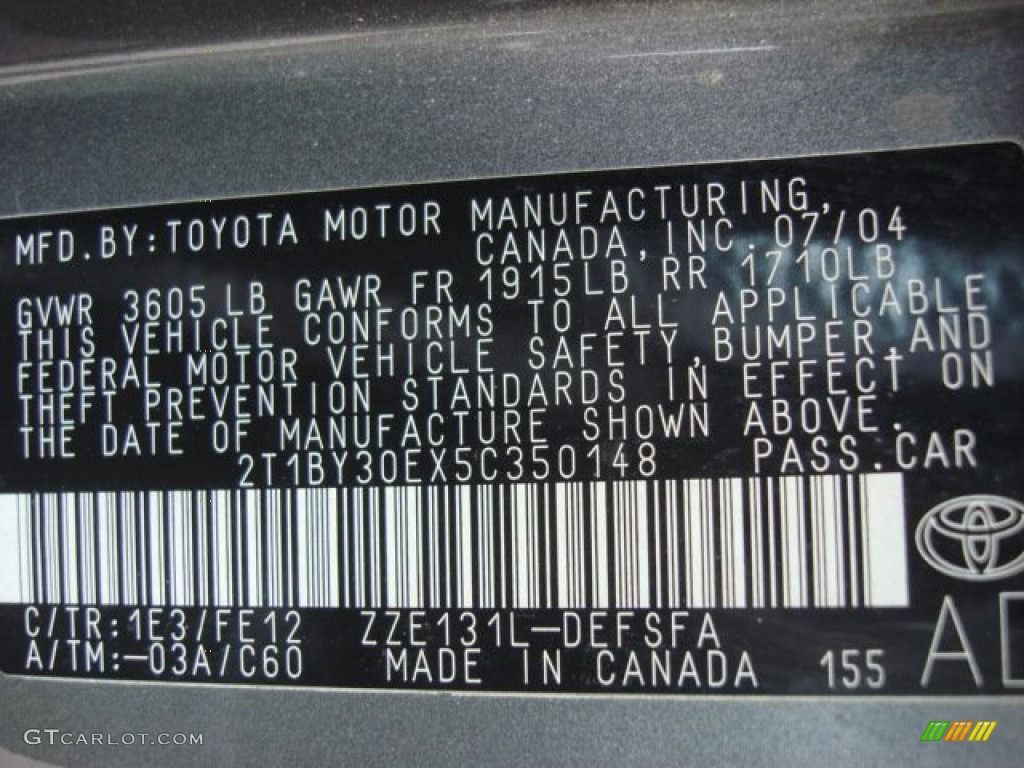 MFD.BY:TOYOTA MOTOR MANUFACTURING,
CANADA,INC. 07/04
GVWR 3605 LB GAWR FR 1915LB RR 1710LB
THIS VEHICLE CONFORMS TO ALL APPLICABLE
FEDERAL MOTOR VEHICLE SAFETY,BUMPER,AND
THEFT PREVENTION STANDARDS IN EFFECT ON
THE DATE OF MANUFACTURE SHOWN ABOVE.
2T1BY30EX5C350148 PASS.CAR
C/TR:1E3/FE12 ZZE131L-DEFSFA
A/TM:-03A/C60 MADE IN CANADA 155
GTCARLOT.COM